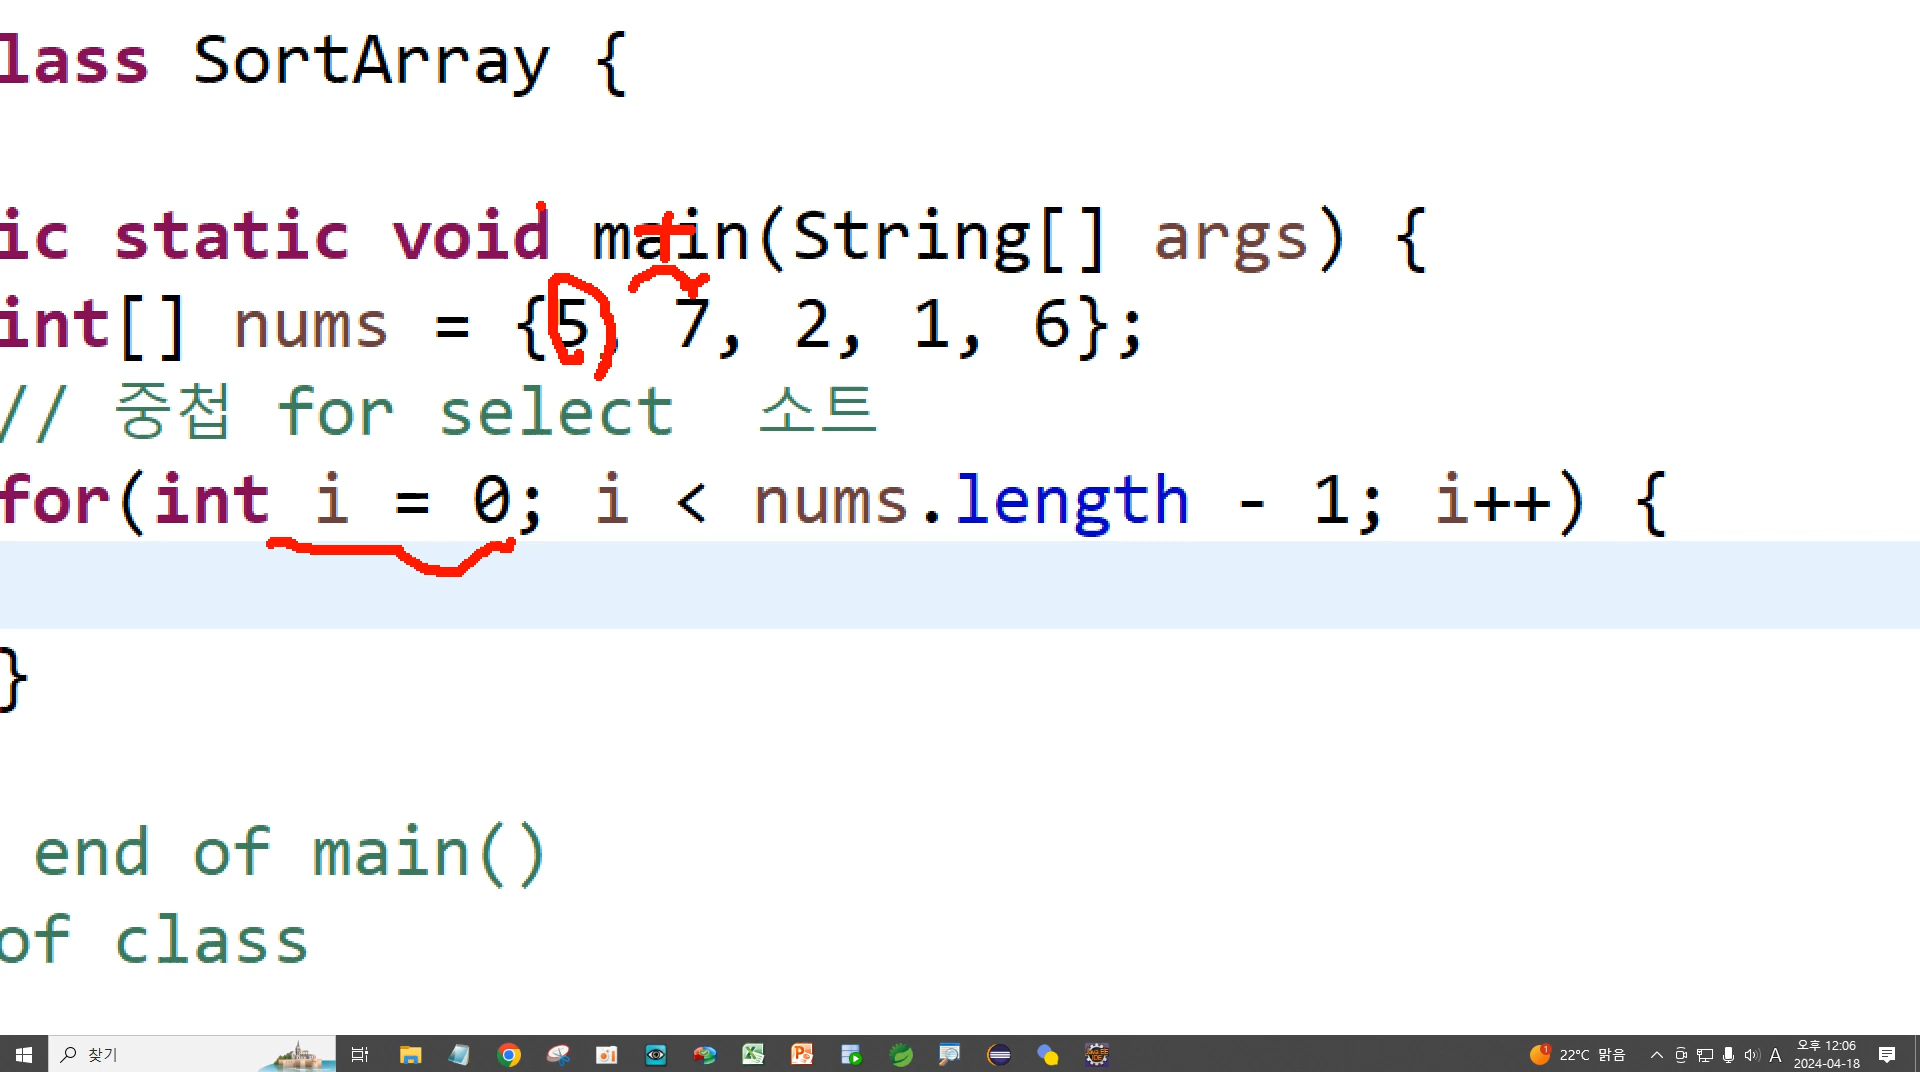 lass SortArray {
ic static void main(String[] args) {
int[] nums = {5, 7, 2, 1, 6};
// 중첩 for select 소트
for(int i = 0; i < nums.length - 1; i++) {
}
end of main()
of class
찾기
22℃ 맑음
A
오후 12:06
2024-04-18